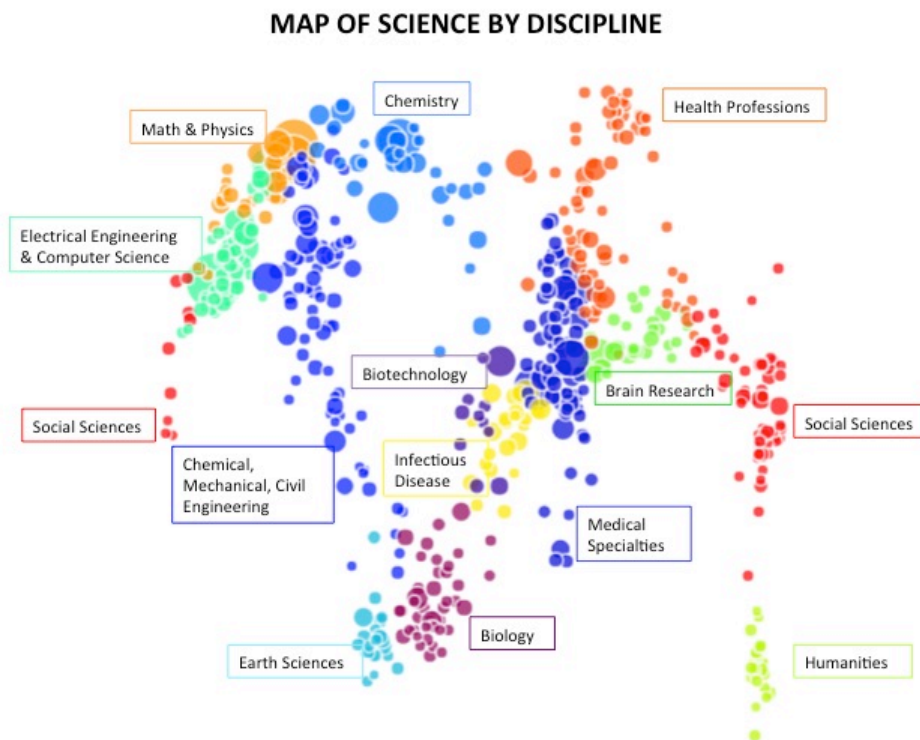 MAP OF SCIENCE BY DISCIPLINE
Chemistry
Health Professions
Math & Physics
Electrical Engineering
& Computer Science
Biotechnology
Brain Research
Social Sciences
Social Sciences
Chemical,
Mechanical, Civil
Engineering
Infectious
Disease
Medical
Specialties
Biology
Earth Sciences
Humanities